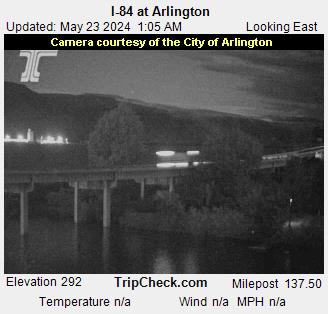 I-84 at Arlington
Updated: May 23 2024 1:05 AM Looking East
Camera courtesy of the City of Arlington
Elevation 292 TripCheck.com Milepost 137.50
Temperature n/a Wind n/a MPH n/a